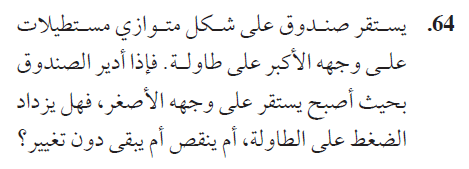 64. يستقر صندوق على شكل متوازي مستطيلات
على وجهه الأكبر على طاولة. فإذا أدير الصندوق
بحيث أصبح يستقر على وجهه الأصغر، فهل يزداد
الضغط على الطاولة، أم ينقص أم يبقى دون تغيير؟